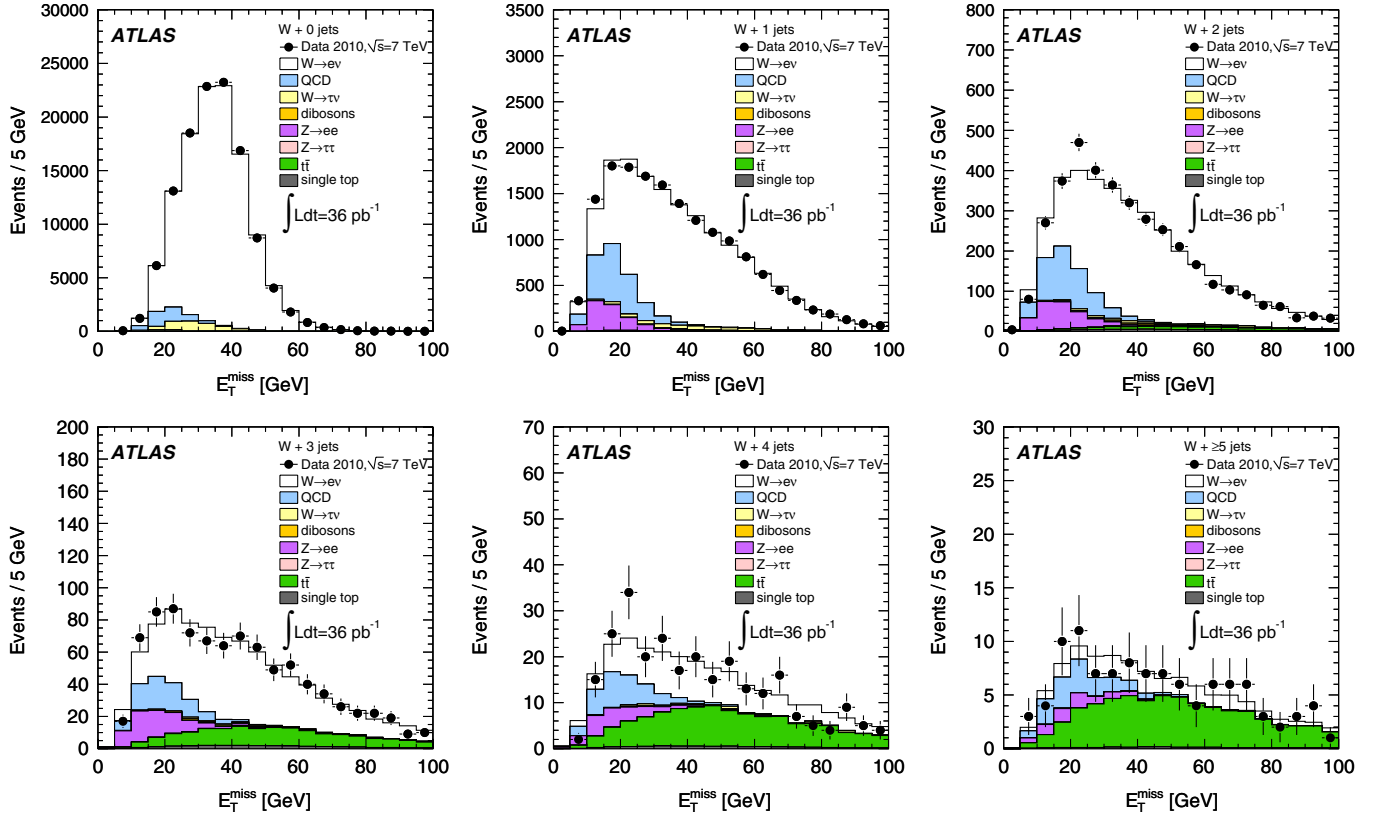 ATLAS
W + 0 jets
Data 2010,√s=7 TeV
W→eν
QCD
W→τν
dibosons
Z→ee
Z→ττ
tt̄
single top
∫Ldt=36 pb⁻¹
Events / 5 GeV
30000
25000
20000
15000
10000
5000
0
0 20 40 60 80 100
E_T^miss [GeV]
ATLAS
W + 1 jets
Data 2010,√s=7 TeV
W→eν
QCD
W→τν
dibosons
Z→ee
Z→ττ
tt̄
single top
∫Ldt=36 pb⁻¹
Events / 5 GeV
3500
3000
2500
2000
1500
1000
500
0
0 20 40 60 80 100
E_T^miss [GeV]
ATLAS
W + 2 jets
Data 2010,√s=7 TeV
W→eν
QCD
W→τν
dibosons
Z→ee
Z→ττ
tt̄
single top
∫Ldt=36 pb⁻¹
Events / 5 GeV
800
700
600
500
400
300
200
100
0
0 20 40 60 80 100
E_T^miss [GeV]
ATLAS
W + 3 jets
Data 2010,√s=7 TeV
W→eν
QCD
W→τν
dibosons
Z→ee
Z→ττ
tt̄
single top
∫Ldt=36 pb⁻¹
Events / 5 GeV
200
180
160
140
120
100
80
60
40
20
0
0 20 40 60 80 100
E_T^miss [GeV]
ATLAS
W + 4 jets
Data 2010,√s=7 TeV
W→eν
QCD
W→τν
dibosons
Z→ee
Z→ττ
tt̄
single top
∫Ldt=36 pb⁻¹
Events / 5 GeV
70
60
50
40
30
20
10
0
0 20 40 60 80 100
E_T^miss [GeV]
ATLAS
W + ≥5 jets
Data 2010,√s=7 TeV
W→eν
QCD
W→τν
dibosons
Z→ee
Z→ττ
tt̄
single top
∫Ldt=36 pb⁻¹
Events / 5 GeV
30
25
20
15
10
5
0
0 20 40 60 80 100
E_T^miss [GeV]